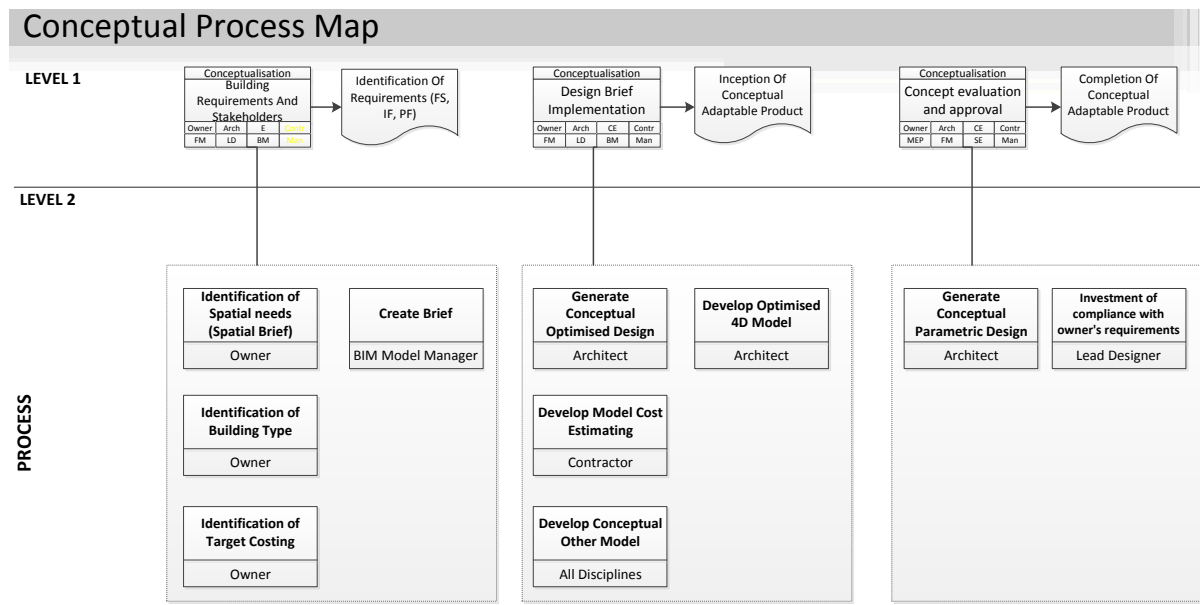 Conceptual Process Map
LEVEL 1
Conceptualisation
Building
Requirements And
Stakeholders
Owner Arch E
FM LD BM Man
Identification Of
Requirements (FS,
IF, PF)
Conceptualisation
Design Brief
Implementation
Owner Arch CE Contr
FM LD BM Man
Inception Of
Conceptual
Adaptable Product
Conceptualisation
Concept evaluation
and approval
Owner Arch CE Contr
MEP FM SE Man
Completion Of
Conceptual
Adaptable Product
LEVEL 2
PROCESS
Identification of
Spatial needs
(Spatial Brief)
Owner
Create Brief
BIM Model Manager
Identification of
Building Type
Owner
Identification of
Target Costing
Owner
Generate
Conceptual
Optimised Design
Architect
Develop Optimised
4D Model
Architect
Develop Model Cost
Estimating
Contractor
Develop Conceptual
Other Model
All Disciplines
Generate
Conceptual
Parametric Design
Architect
Investment of
compliance with
owner's requirements
Lead Designer